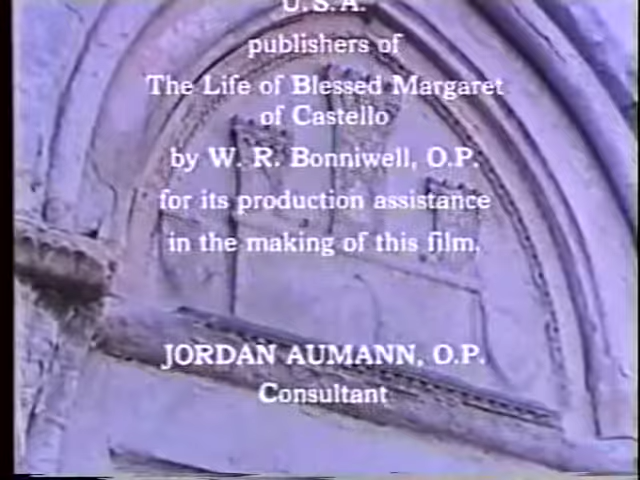 U.S.A.
publishers of
The Life of Blessed Margaret
of Castello
by W. R. Bonniwell, O.P.
for its production assistance
in the making of this film.
JORDAN AUMANN, O.P.
Consultant